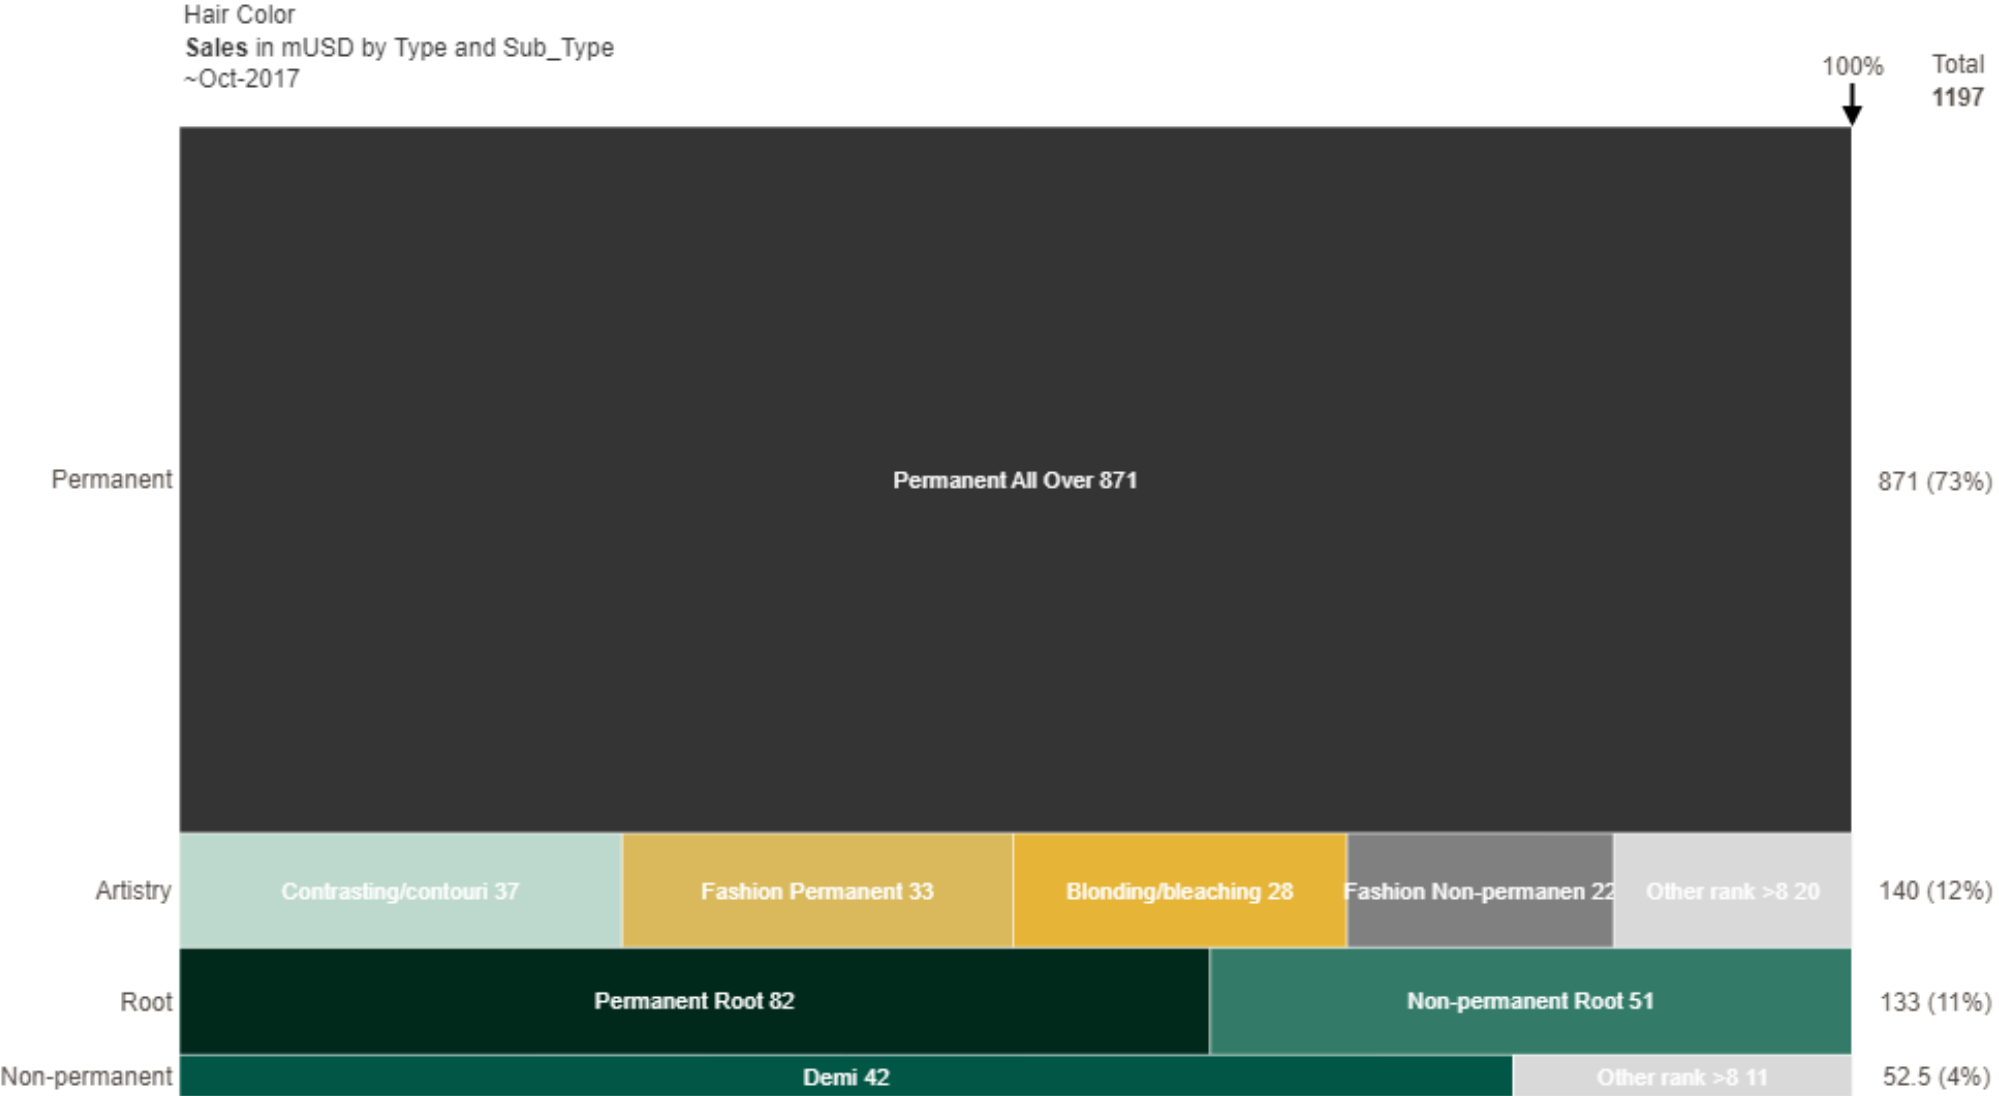 Hair Color
Sales in mUSD by Type and Sub_Type
~Oct-2017
100% Total
1197
Permanent Permanent All Over 871 871 (73%)
Artistry Contrasting/contouri 37 Fashion Permanent 33 Blonding/bleaching 28 Fashion Non-permanen 22 Other rank >8 20 140 (12%)
Root Permanent Root 82 Non-permanent Root 51 133 (11%)
Non-permanent Demi 42 Other rank >8 11 52.5 (4%)